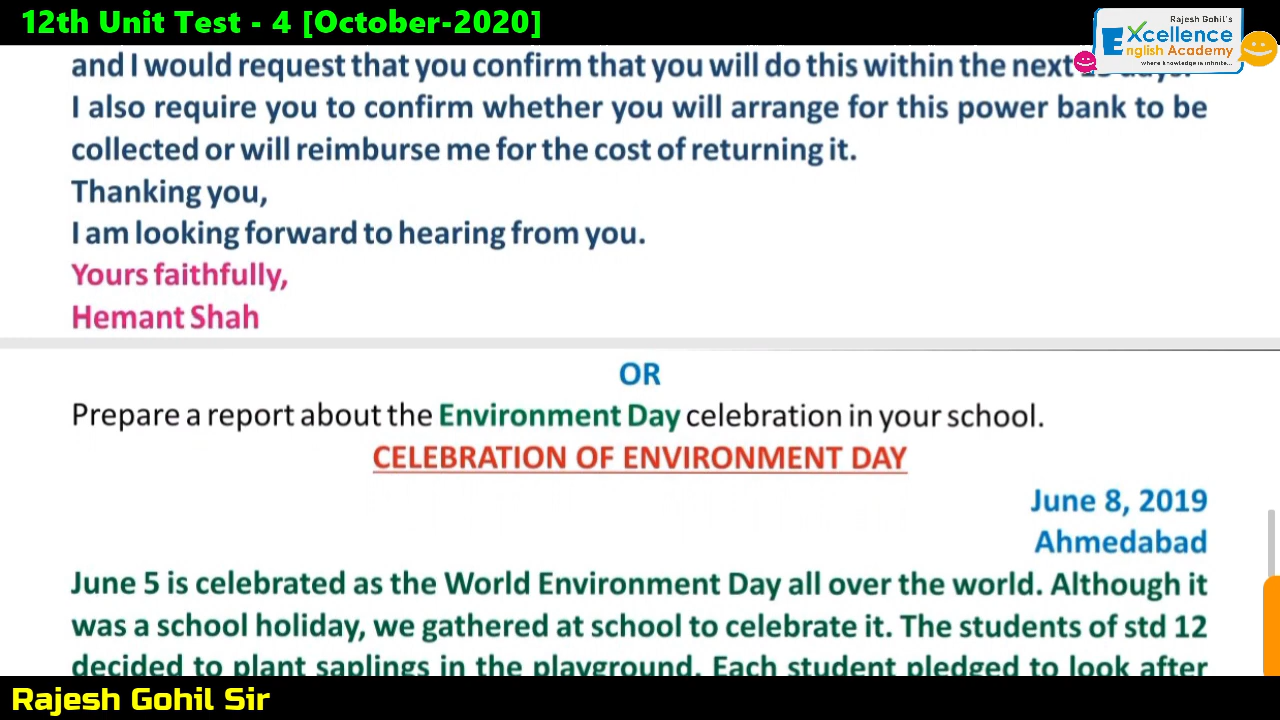 12th Unit Test - 4 [October-2020]
Rajesh Gohil's
Excellence
English Academy
where knowledge is infinite...
and I would request that you confirm that you will do this within the next
I also require you to confirm whether you will arrange for this power bank to be
collected or will reimburse me for the cost of returning it.
Thanking you,
I am looking forward to hearing from you.
Yours faithfully,
Hemant Shah
OR
Prepare a report about the Environment Day celebration in your school.
CELEBRATION OF ENVIRONMENT DAY
June 8, 2019
Ahmedabad
June 5 is celebrated as the World Environment Day all over the world. Although it
was a school holiday, we gathered at school to celebrate it. The students of std 12
decided to plant saplings in the playground. Each student pledged to look after
Rajesh Gohil Sir